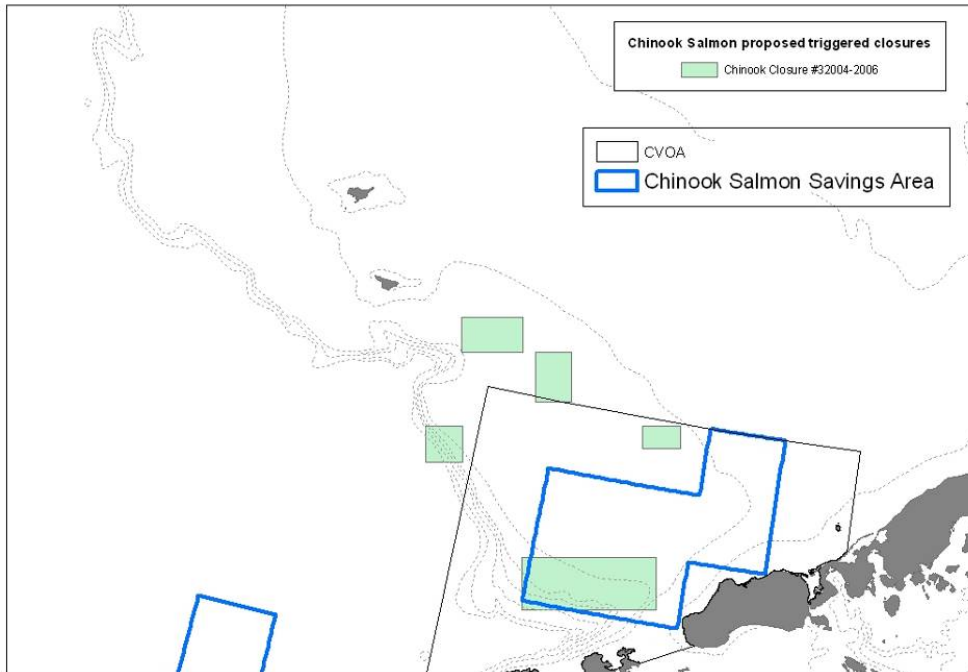 Chinook Salmon proposed triggered closures
Chinook Closure #32004-2006
CVOA
Chinook Salmon Savings Area